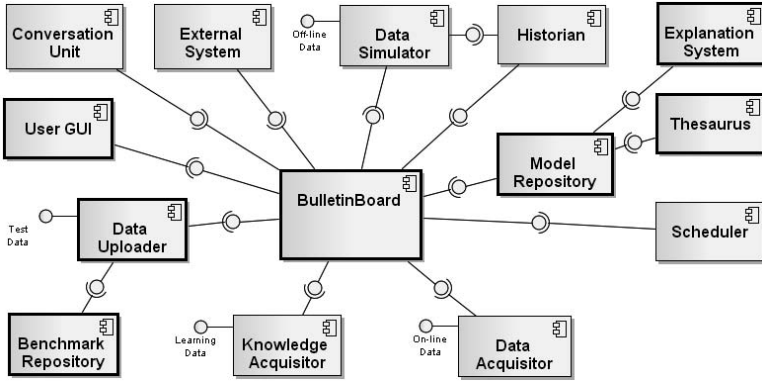 Conversation
Unit
External
System
Off-line
Data
Data
Simulator
Historian
Explanation
System
User GUI
Thesaurus
Model
Repository
BulletinBoard
Test
Data
Data
Uploader
Scheduler
Benchmark
Repository
Learning
Data
Knowledge
Acquisitor
On-line
Data
Data
Acquisitor